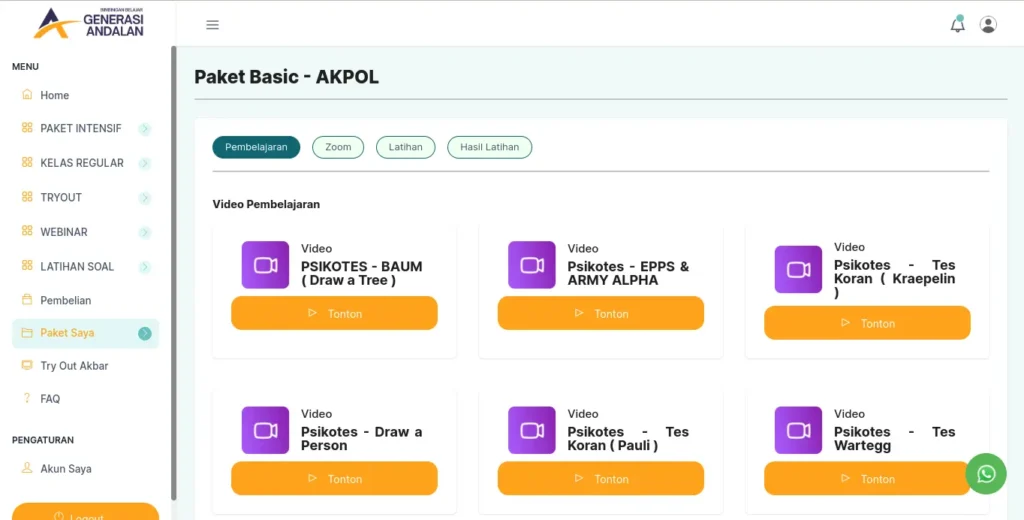 BIMBINGAN BELAJAR
GENERASI
ANDALAN
MENU
Home
PAKET INTENSIF
KELAS REGULAR
TRYOUT
WEBINAR
LATIHAN SOAL
Pembelian
Paket Saya
Try Out Akbar
FAQ
PENGATURAN
Akun Saya
Logout
Paket Basic - AKPOL
Pembelajaran
Zoom
Latihan
Hasil Latihan
Video Pembelajaran
Video
PSIKOTES - BAUM
( Draw a Tree )
Tonton
Video
Psikotes - EPPS &
ARMY ALPHA
Tonton
Video
Psikotes - Tes
Koran ( Kraepelin
)
Tonton
Video
Psikotes - Draw a
Person
Tonton
Video
Psikotes - Tes
Koran ( Pauli )
Tonton
Video
Psikotes - Tes
Wartegg
Tonton